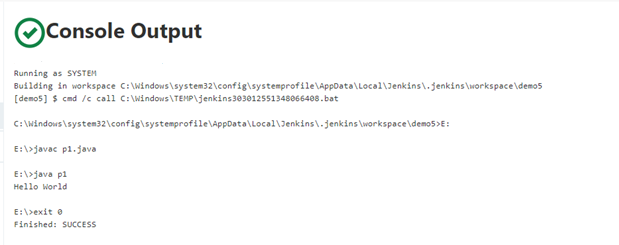 Console Output
Running as SYSTEM
Building in workspace C:\Windows\system32\config\systemprofile\AppData\Local\Jenkins\.jenkins\workspace\demo5
[demo5] $ cmd /c call C:\Windows\TEMP\jenkins303012551348066408.bat
C:\Windows\system32\config\systemprofile\AppData\Local\Jenkins\.jenkins\workspace\demo5>E:
E:\>javac p1.java
E:\>java p1
Hello World
E:\>exit 0
Finished: SUCCESS